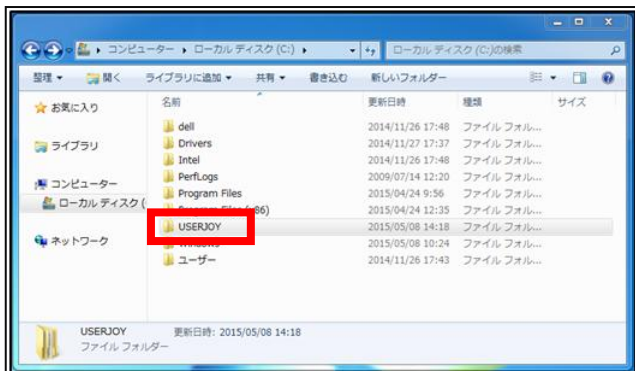 コンピューター ▸ ローカル ディスク (C:) ▸
ローカル ディスク (C:)の検索
整理 ▼ 開く ライブラリに追加 ▼ 共有 ▼ 書き込む 新しいフォルダー
名前 更新日時 種類 サイズ
お気に入り
ライブラリ
コンピューター
ローカル ディスク (
ネットワーク
dell 2014/11/26 17:48 ファイル フォル...
Drivers 2014/11/27 17:37 ファイル フォル...
Intel 2014/11/26 17:48 ファイル フォル...
PerfLogs 2009/07/14 12:20 ファイル フォル...
Program Files 2015/04/24 9:56 ファイル フォル...
Program Files (x86) 2015/04/24 12:35 ファイル フォル...
USERJOY 2015/05/08 14:18 ファイル フォル...
Windows 2015/05/08 10:24 ファイル フォル...
ユーザー 2014/11/26 17:43 ファイル フォル...
USERJOY 更新日時: 2015/05/08 14:18
ファイル フォルダー